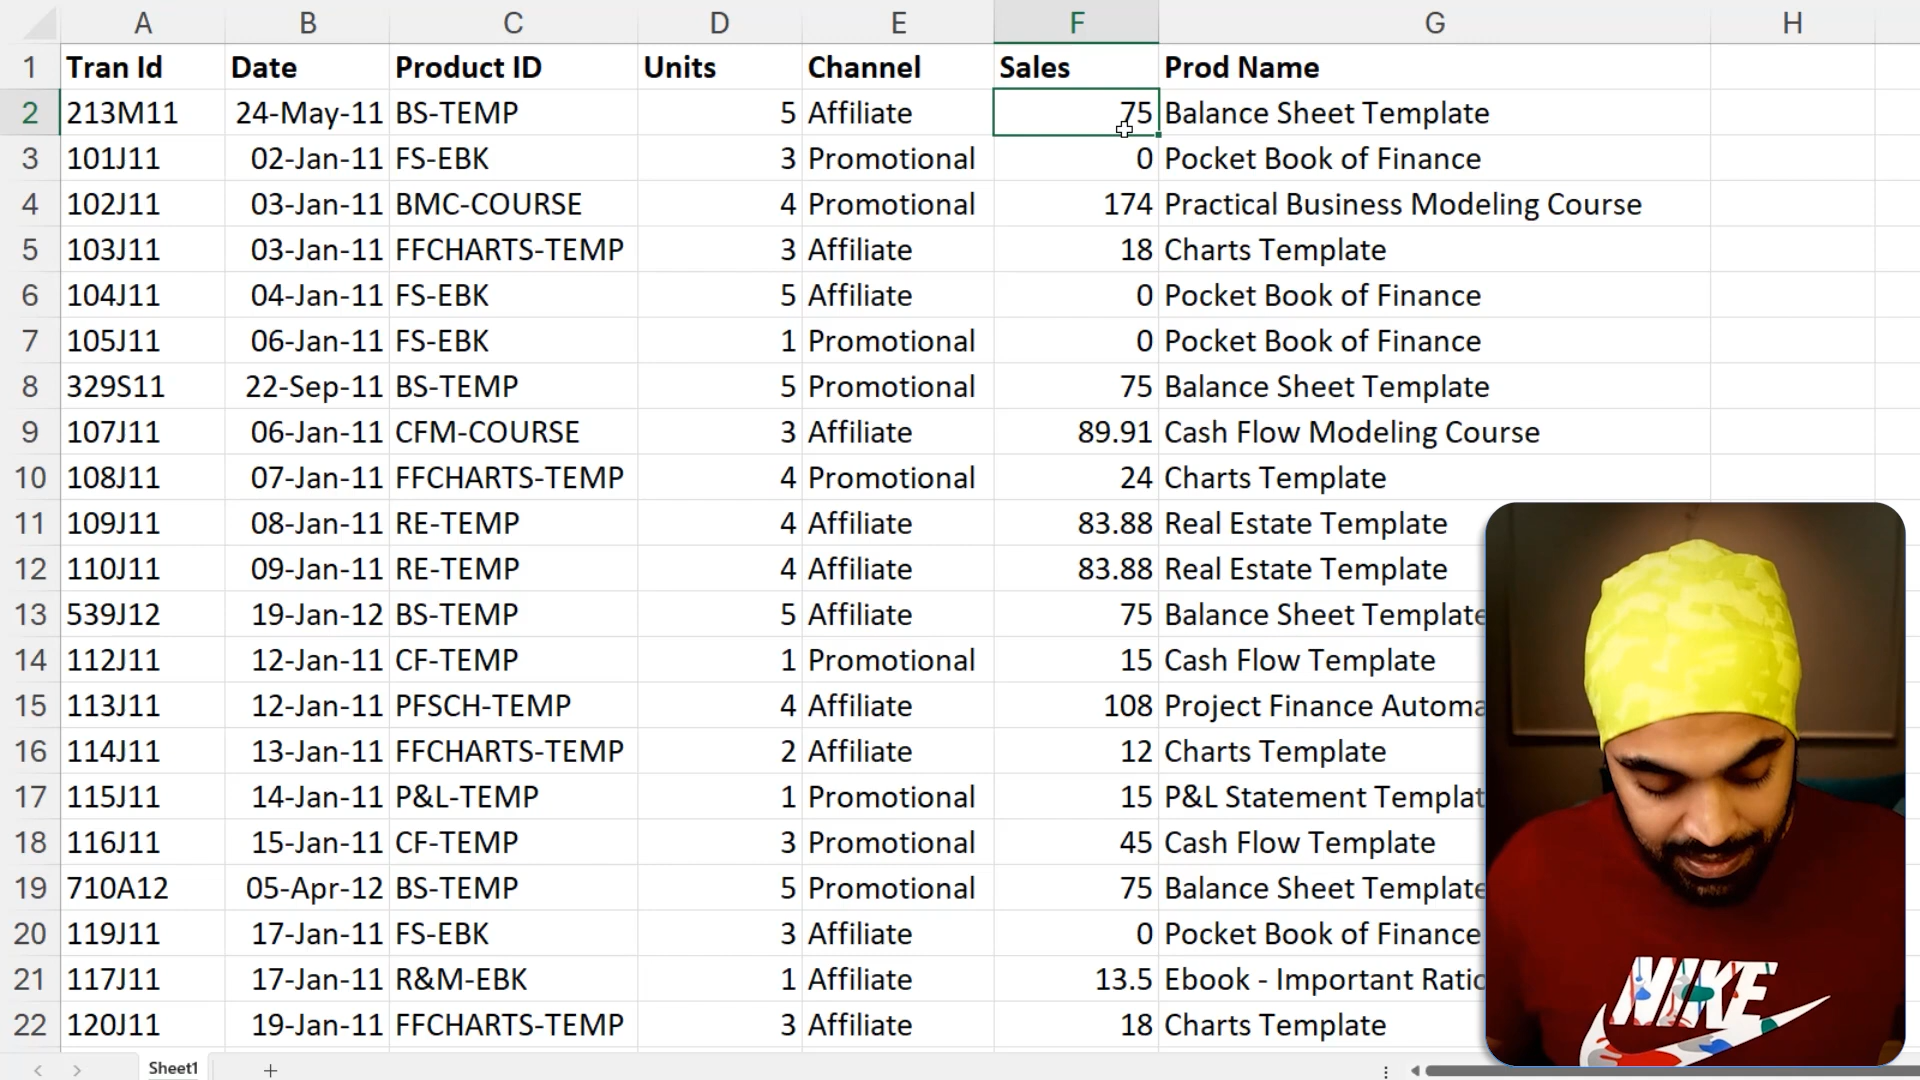 A B C D E F G H
1 Tran Id Date Product ID Units Channel Sales Prod Name
2 213M11 24-May-11 BS-TEMP 5 Affiliate 75 Balance Sheet Template
3 101J11 02-Jan-11 FS-EBK 3 Promotional 0 Pocket Book of Finance
4 102J11 03-Jan-11 BMC-COURSE 4 Promotional 174 Practical Business Modeling Course
5 103J11 03-Jan-11 FFCHARTS-TEMP 3 Affiliate 18 Charts Template
6 104J11 04-Jan-11 FS-EBK 5 Affiliate 0 Pocket Book of Finance
7 105J11 06-Jan-11 FS-EBK 1 Promotional 0 Pocket Book of Finance
8 329S11 22-Sep-11 BS-TEMP 5 Promotional 75 Balance Sheet Template
9 107J11 06-Jan-11 CFM-COURSE 3 Affiliate 89.91 Cash Flow Modeling Course
10 108J11 07-Jan-11 FFCHARTS-TEMP 4 Promotional 24 Charts Template
11 109J11 08-Jan-11 RE-TEMP 4 Affiliate 83.88 Real Estate Template
12 110J11 09-Jan-11 RE-TEMP 4 Affiliate 83.88 Real Estate Template
13 539J12 19-Jan-12 BS-TEMP 5 Affiliate 75 Balance Sheet Template
14 112J11 12-Jan-11 CF-TEMP 1 Promotional 15 Cash Flow Template
15 113J11 12-Jan-11 PFSCH-TEMP 4 Affiliate 108 Project Finance Automa
16 114J11 13-Jan-11 FFCHARTS-TEMP 2 Affiliate 12 Charts Template
17 115J11 14-Jan-11 P&L-TEMP 1 Promotional 15 P&L Statement Templat
18 116J11 15-Jan-11 CF-TEMP 3 Promotional 45 Cash Flow Template
19 710A12 05-Apr-12 BS-TEMP 5 Promotional 75 Balance Sheet Template
20 119J11 17-Jan-11 FS-EBK 3 Affiliate 0 Pocket Book of Finance
21 117J11 17-Jan-11 R&M-EBK 1 Affiliate 13.5 Ebook - Important Ratio
22 120J11 19-Jan-11 FFCHARTS-TEMP 3 Affiliate 18 Charts Template
NIKE
Sheet1